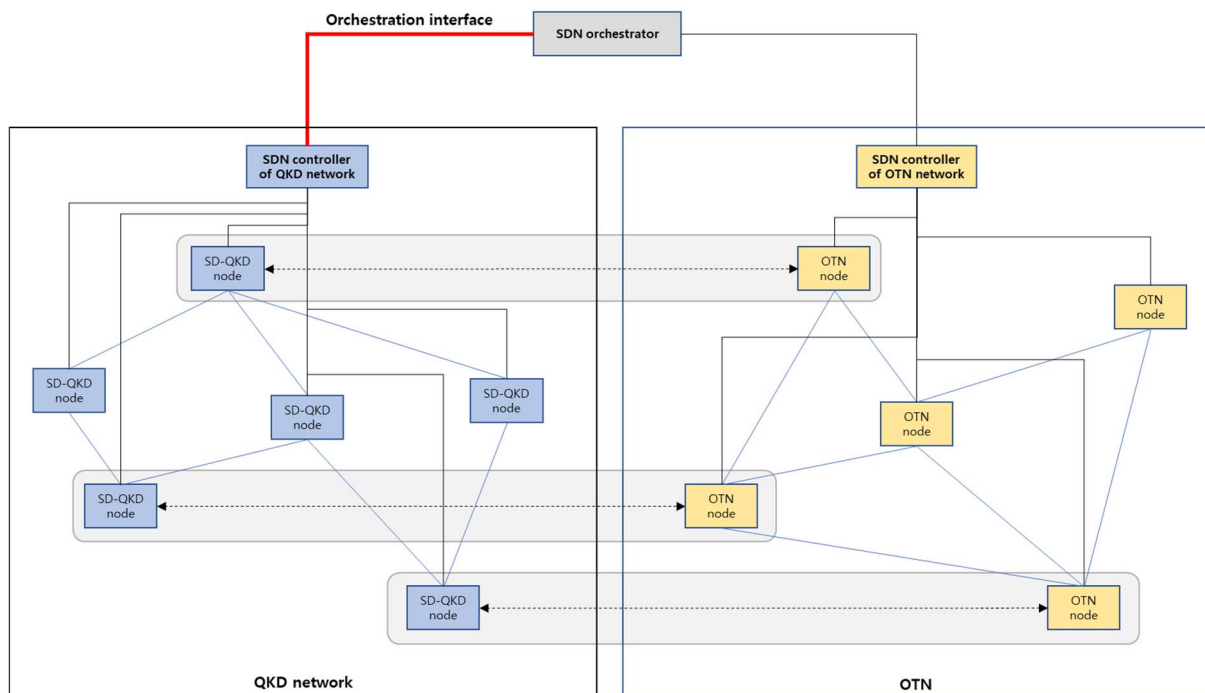 Orchestration interface
SDN orchestrator
SDN controller
of QKD network
SDN controller
of OTN network
SD-QKD
node
OTN
node
OTN
node
SD-QKD
node
SD-QKD
node
SD-QKD
node
OTN
node
SD-QKD
node
OTN
node
SD-QKD
node
OTN
node
QKD network
OTN